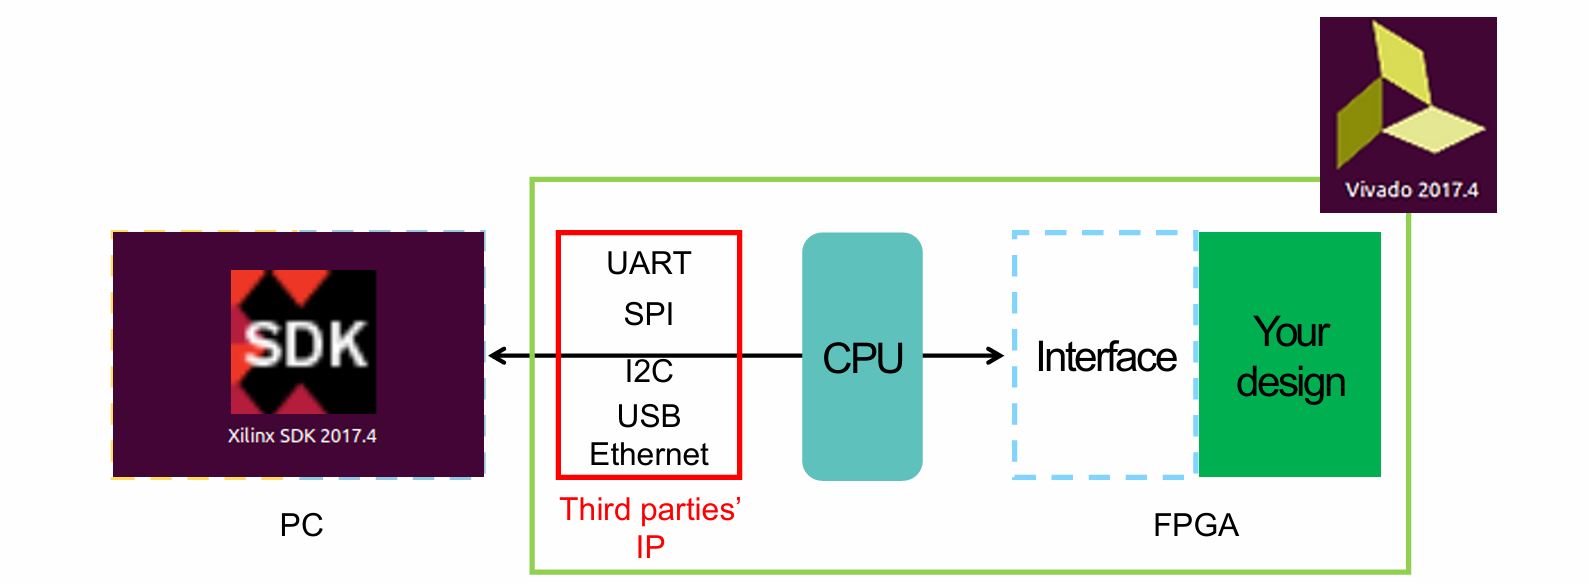 Vivado 2017.4
SDK
Xilinx SDK 2017.4
PC
UART
SPI
I2C
USB
Ethernet
Third parties’
IP
CPU
Interface
Your
design
FPGA